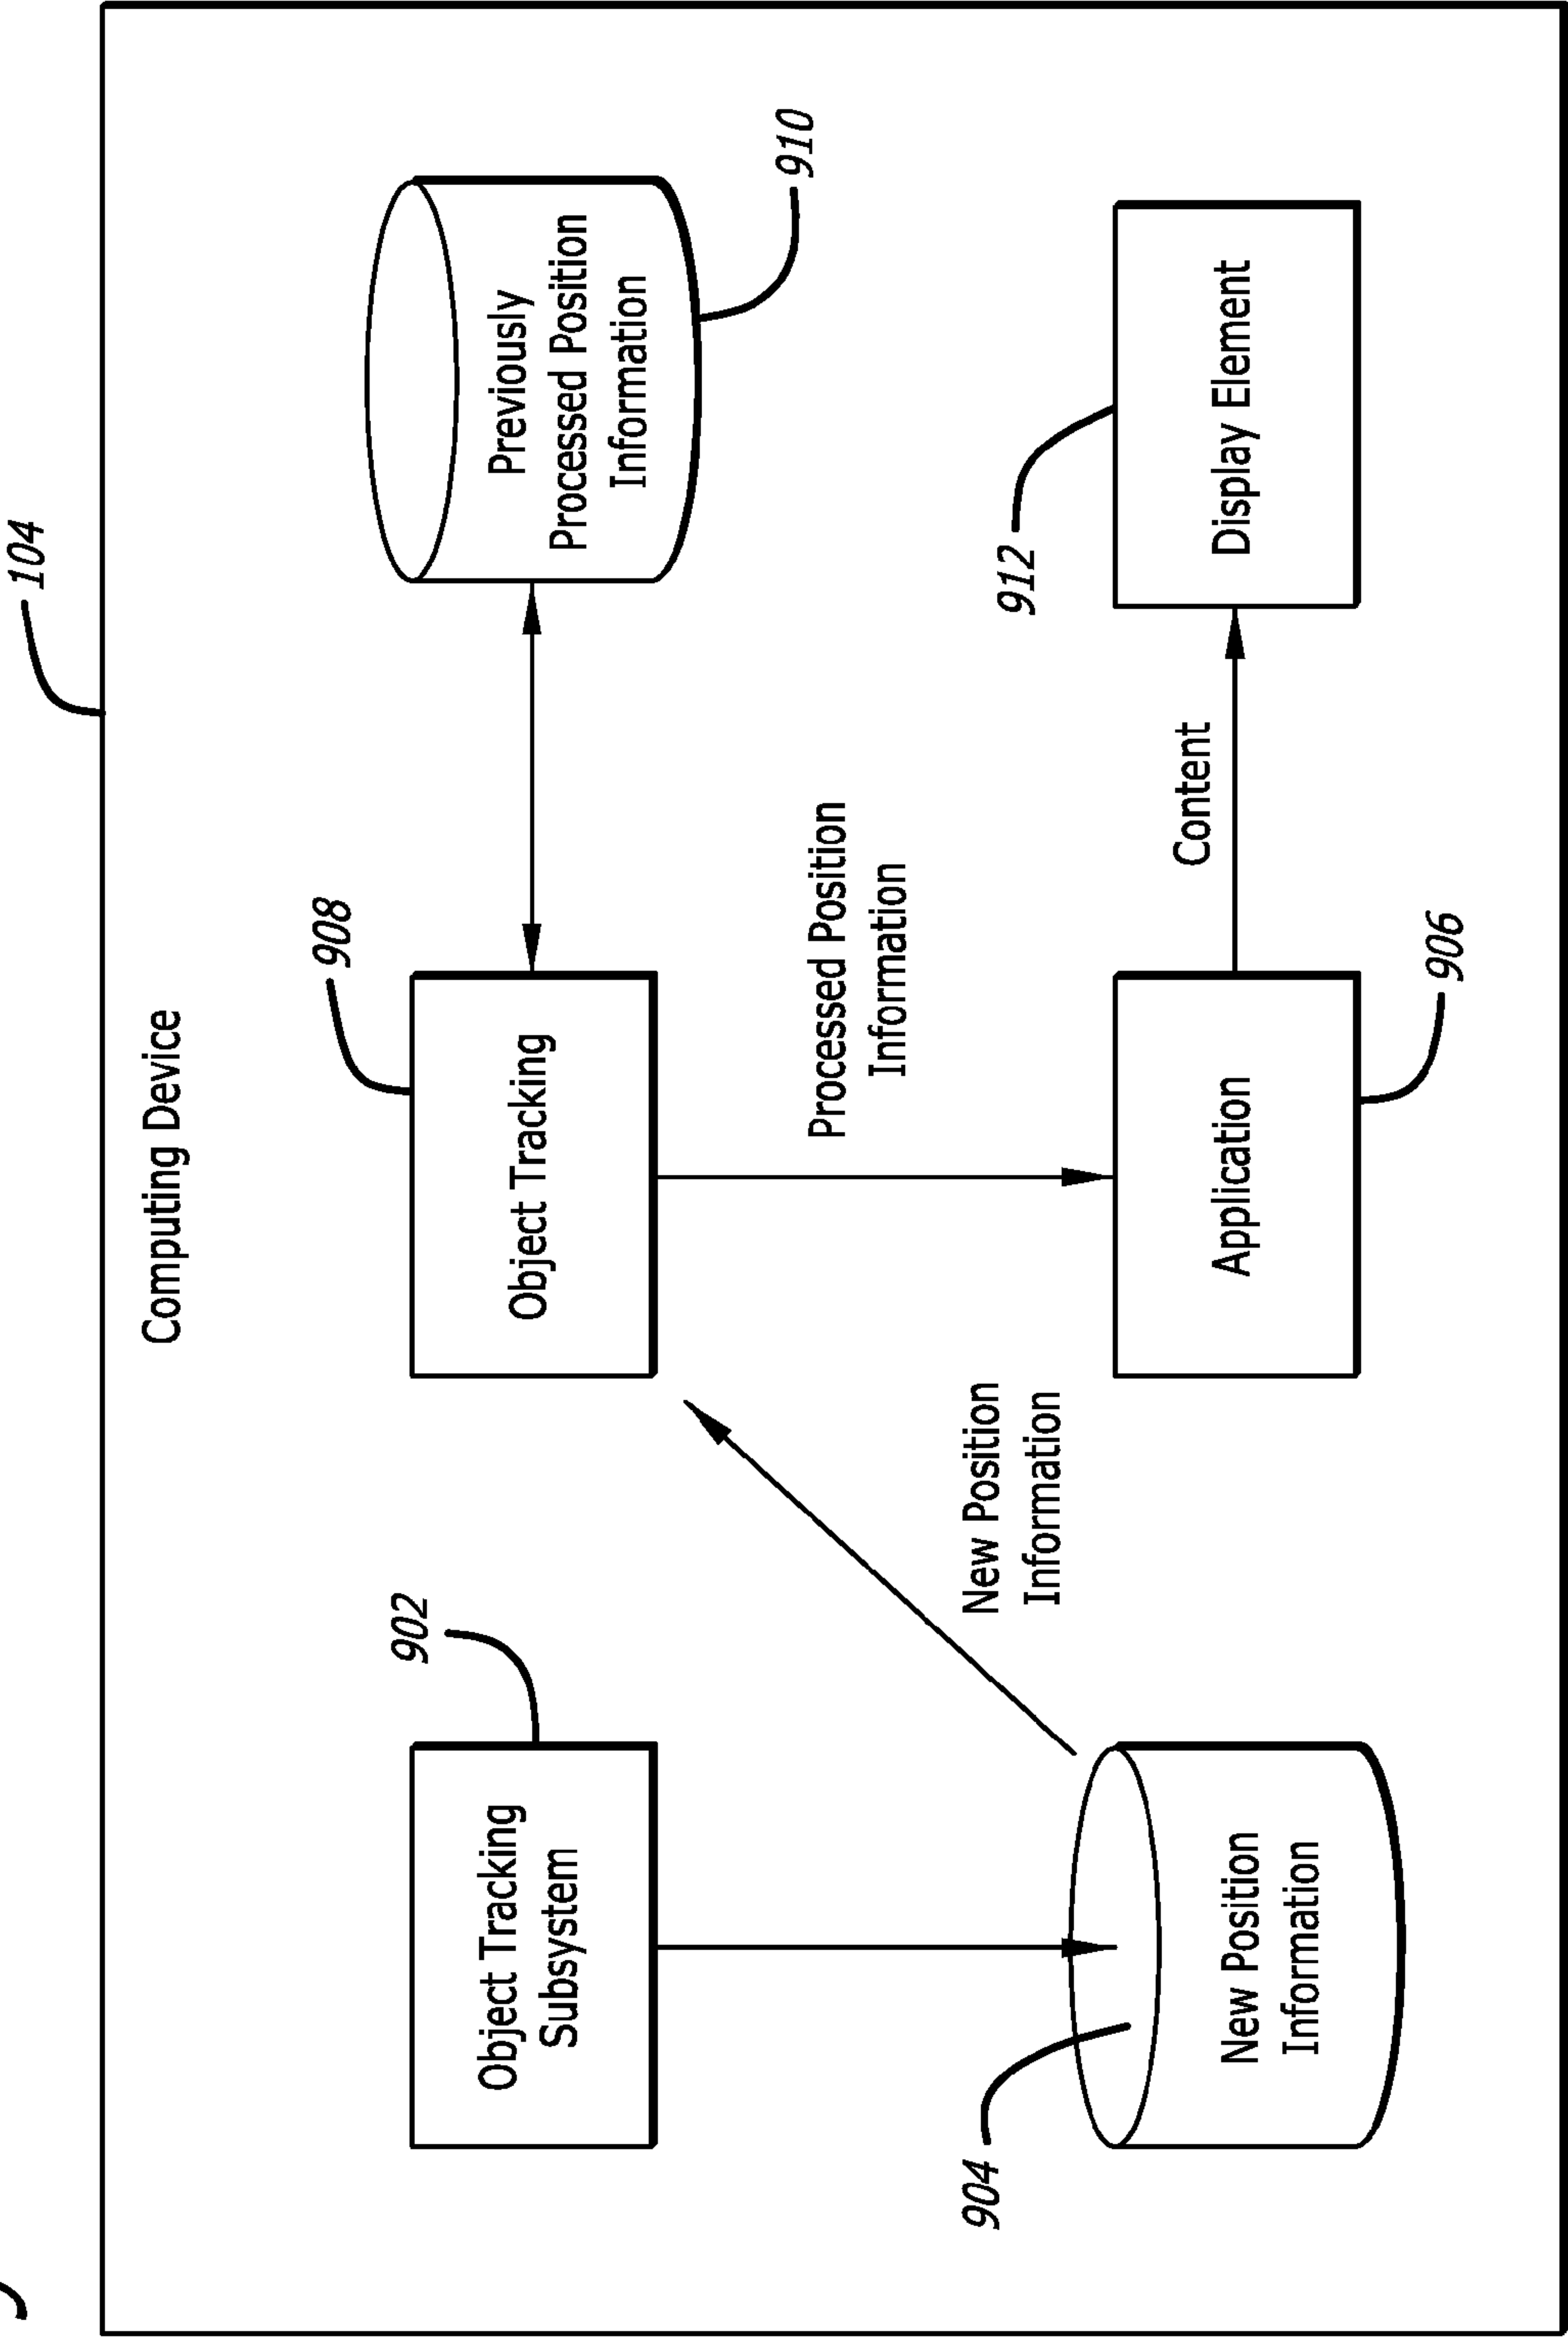 104
Computing Device
902
Object Tracking
Subsystem
908
Object Tracking
Previously
Processed Position
Information
910
Processed Position
Information
New Position
Information
904
New Position
Information
Application
906
Content
912
Display Element